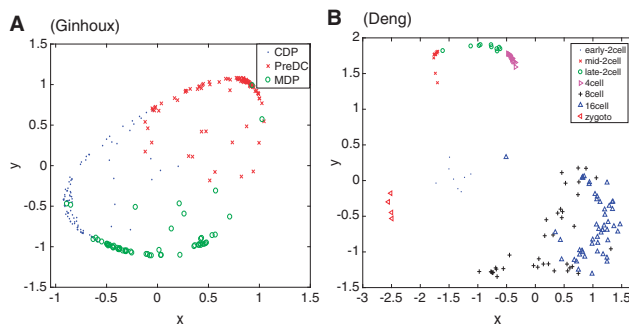 A (Ginhoux)
CDP
PreDC
MDP
1.5
1
0.5
0
-0.5
-1
-1.5
y
-1 -0.5 0 0.5 1 1.5
x
B (Deng)
early-2cell
mid-2cell
late-2cell
4cell
8cell
16cell
zygoto
2
1.5
1
0.5
0
-0.5
-1
-1.5
y
-3 -2.5 -2 -1.5 -1 -0.5 0 0.5 1 1.5
x